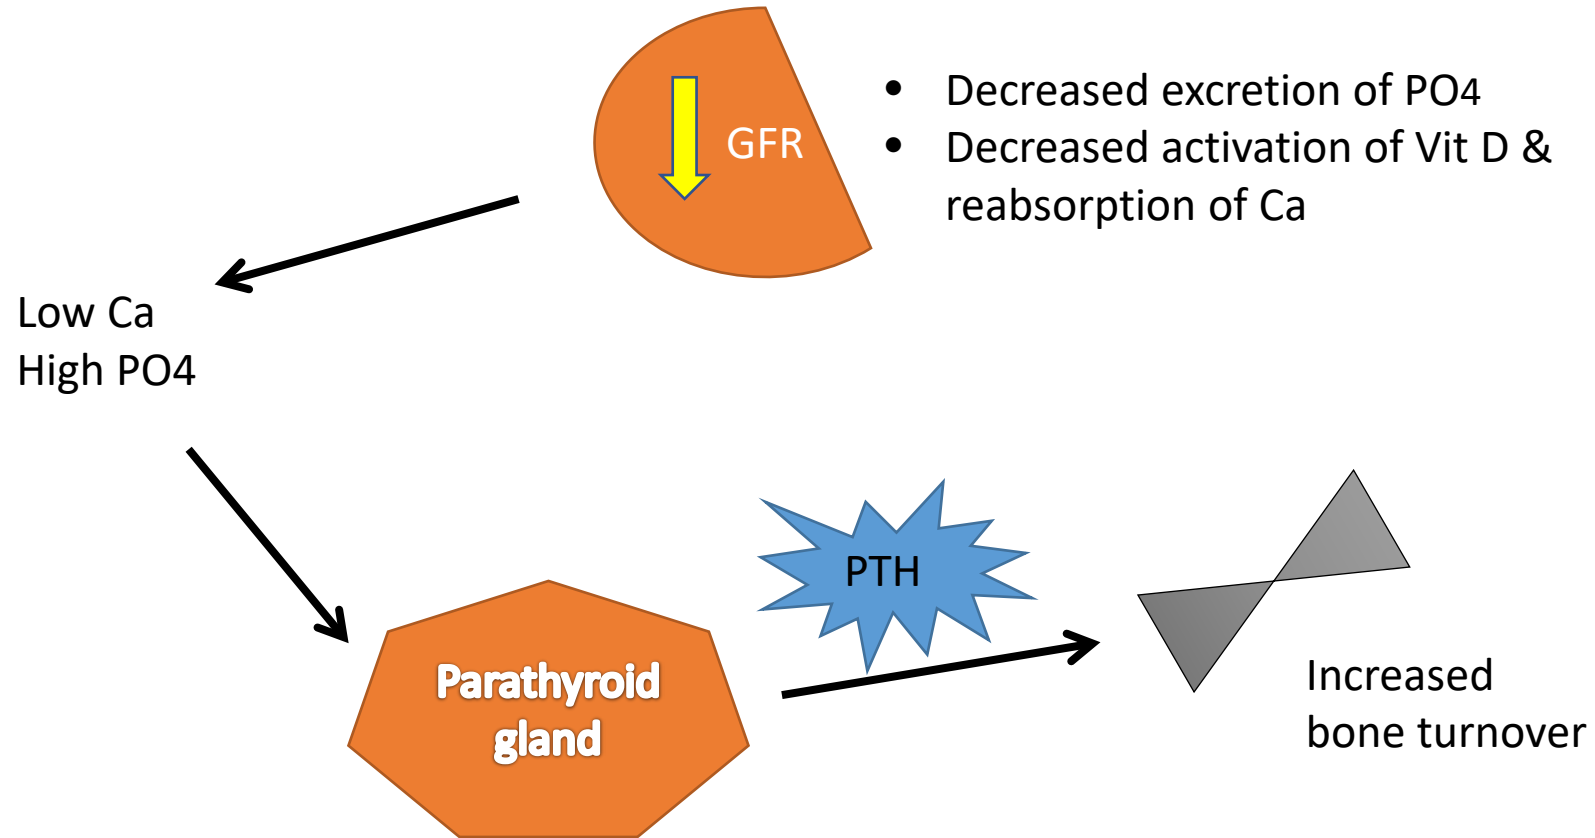 GFR
• Decreased excretion of PO4
• Decreased activation of Vit D &
reabsorption of Ca
Low Ca
High PO4
PTH
Parathyroid
gland
Increased
bone turnover